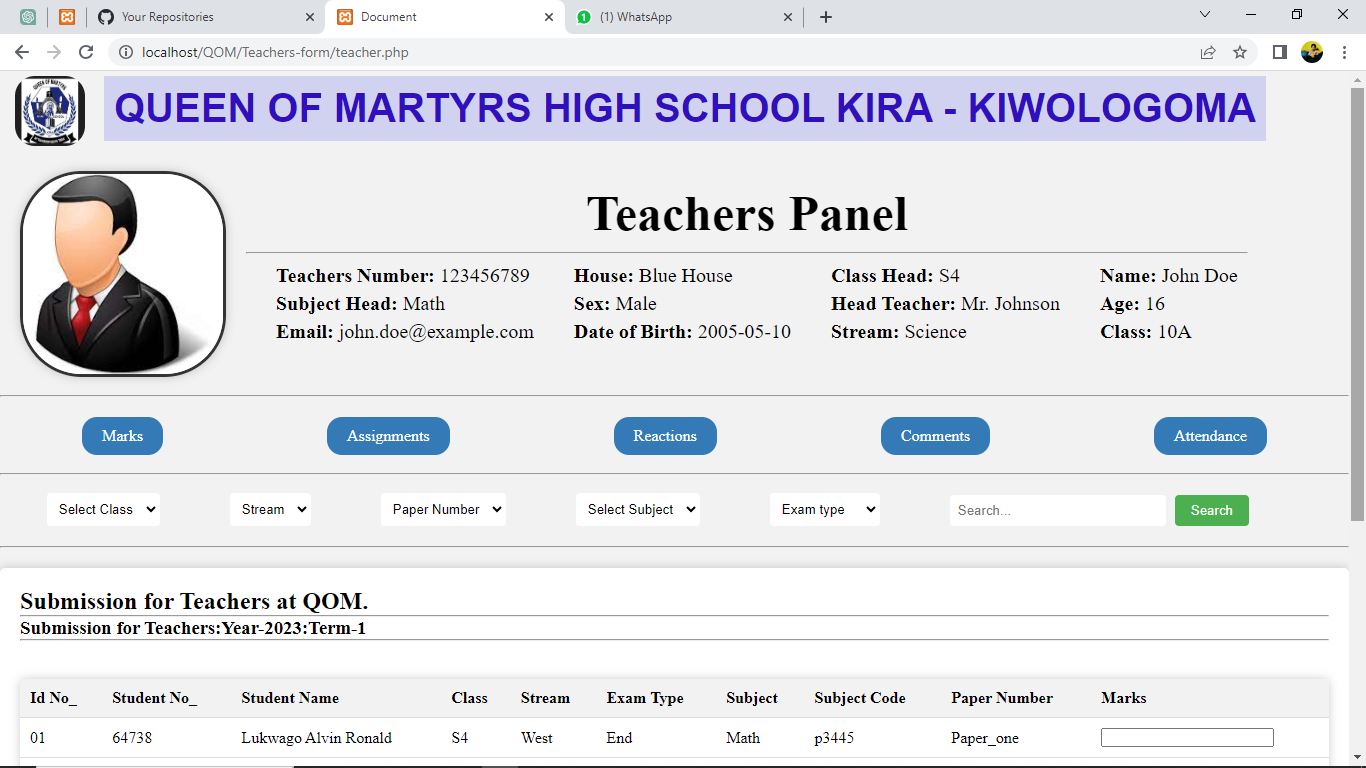 Your Repositories
Document
1 (1) WhatsApp
localhost/QOM/Teachers-form/teacher.php
QUEEN OF MARTYRS
QUEEN OF MARTYRS HIGH SCHOOL KIRA - KIWOLOGOMA
Teachers Panel
Teachers Number: 123456789 House: Blue House Class Head: S4 Name: John Doe
Subject Head: Math Sex: Male Head Teacher: Mr. Johnson Age: 16
Email: john.doe@example.com Date of Birth: 2005-05-10 Stream: Science Class: 10A
Marks Assignments Reactions Comments Attendance
Select Class Stream Paper Number Select Subject Exam type Search... Search
Submission for Teachers at QOM.
Submission for Teachers:Year-2023:Term-1
Id No_ Student No_ Student Name Class Stream Exam Type Subject Subject Code Paper Number Marks
01 64738 Lukwago Alvin Ronald S4 West End Math p3445 Paper_one